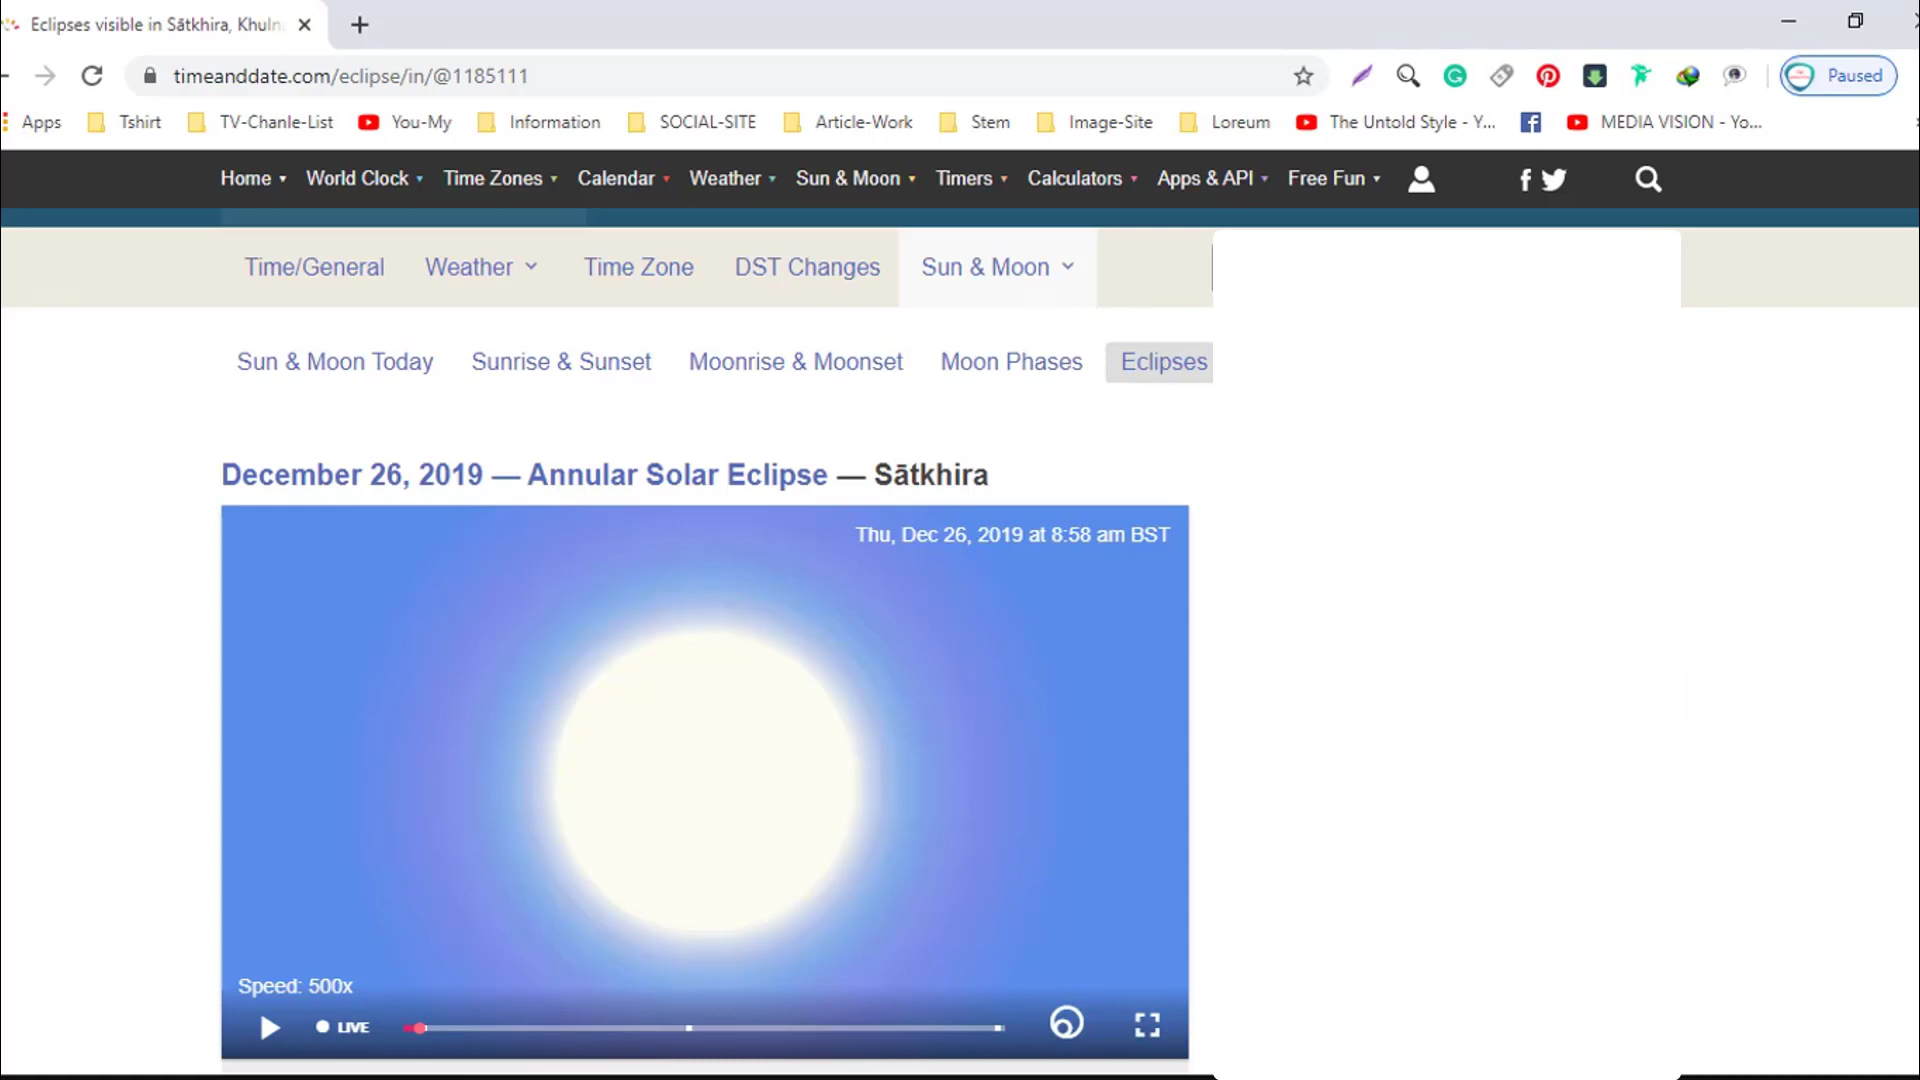 Eclipses visible in Sātkhira, Khuln
timeanddate.com/eclipse/in/@1185111
Paused
Apps Tshirt TV-Chanle-List You-My Information SOCIAL-SITE Article-Work Stem Image-Site Loreum The Untold Style - Y... MEDIA VISION - Yo...
Home World Clock Time Zones Calendar Weather Sun & Moon Timers Calculators Apps & API Free Fun
Time/General Weather Time Zone DST Changes Sun & Moon
Sun & Moon Today Sunrise & Sunset Moonrise & Moonset Moon Phases Eclipses
December 26, 2019 — Annular Solar Eclipse — Sātkhira
Thu, Dec 26, 2019 at 8:58 am BST
Speed: 500x
LIVE